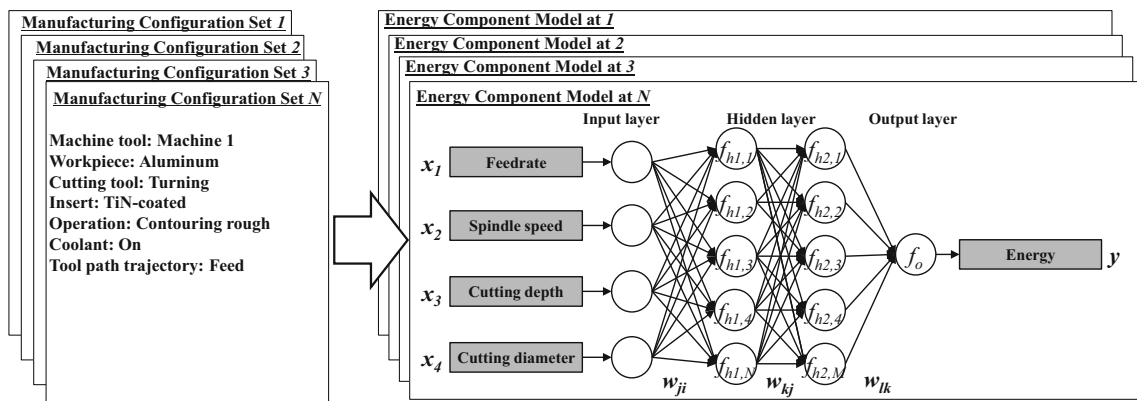 Manufacturing Configuration Set 1
Manufacturing Configuration Set 2
Manufacturing Configuration Set 3
Manufacturing Configuration Set N
Machine tool: Machine 1
Workpiece: Aluminum
Cutting tool: Turning
Insert: TiN-coated
Operation: Contouring rough
Coolant: On
Tool path trajectory: Feed
Energy Component Model at 1
Energy Component Model at 2
Energy Component Model at 3
Energy Component Model at N
Input layer Hidden layer Output layer
x1 Feedrate fh1,1 fh2,1
fh1,2 fh2,2
x2 Spindle speed
fh1,3 fh2,3 fo Energy y
x3 Cutting depth
fh1,4 fh2,4
x4 Cutting diameter fh1,N fh2,M
wji wkj wlk